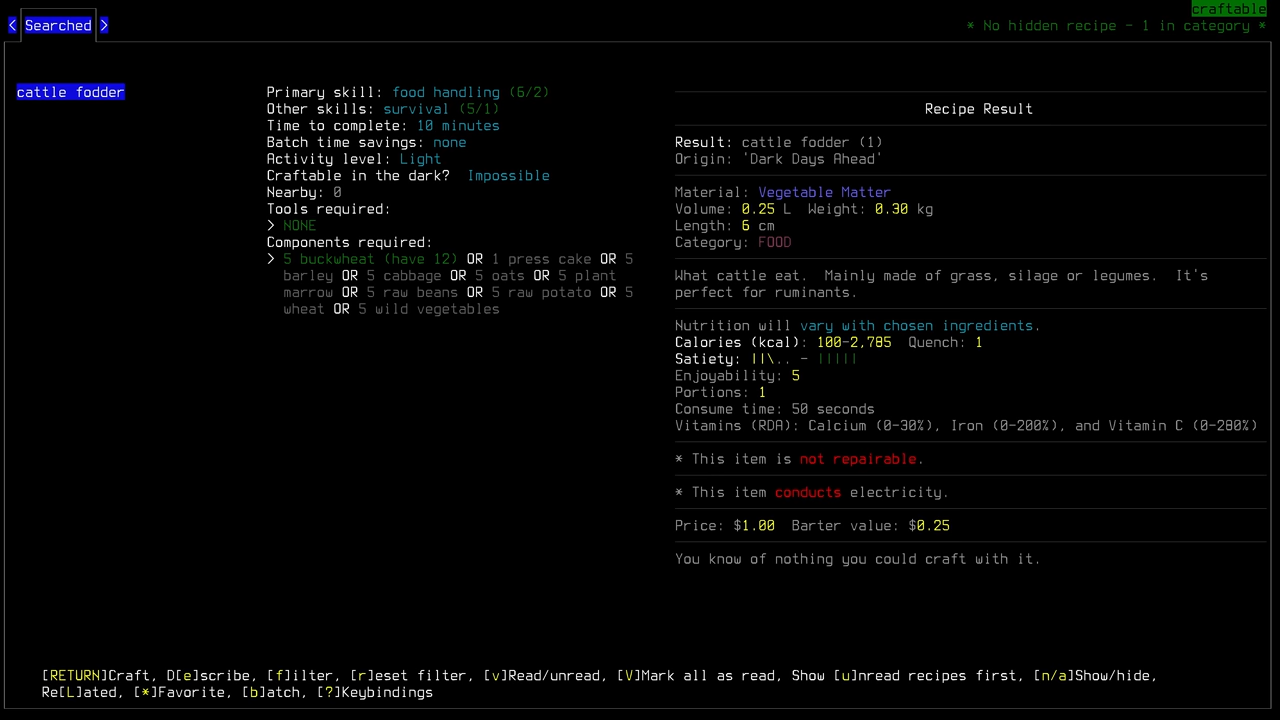 craftable
< Searched >
* No hidden recipe - 1 in category *
cattle fodder
Primary skill: food handling (6/2)
Other skills: survival (5/1)
Time to complete: 10 minutes
Batch time savings: none
Activity level: Light
Craftable in the dark?  Impossible
Nearby: 0
Tools required:
> NONE
Components required:
> 5 buckwheat (have 12) OR 1 press cake OR 5
barley OR 5 cabbage OR 5 oats OR 5 plant
marrow OR 5 raw beans OR 5 raw potato OR 5
wheat OR 5 wild vegetables
Recipe Result
Result: cattle fodder (1)
Origin: 'Dark Days Ahead'
Material: Vegetable Matter
Volume: 0.25 L  Weight: 0.30 kg
Length: 6 cm
Category: FOOD
What cattle eat.  Mainly made of grass, silage or legumes.  It's
perfect for ruminants.
Nutrition will vary with chosen ingredients.
Calories (kcal): 100-2,785  Quench: 1
Satiety: ||\.. - |||||
Enjoyability: 5
Portions: 1
Consume time: 50 seconds
Vitamins (RDA): Calcium (0-30%), Iron (0-200%), and Vitamin C (0-280%)
* This item is not repairable.
* This item conducts electricity.
Price: $1.00  Barter value: $0.25
You know of nothing you could craft with it.
[RETURN]Craft, D[e]scribe, [f]ilter, [r]eset filter, [v]Read/unread, [V]Mark all as read, Show [u]nread recipes first, [n/a]Show/hide,
Re[L]ated, [*]Favorite, [b]atch, [?]Keybindings